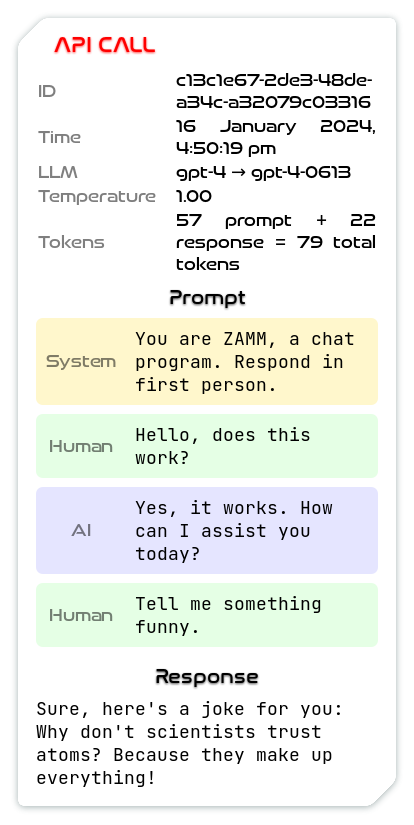 API CALL
ID
c13c1e67-2de3-48de-
a34c-a32079c03316
Time
16 January 2024,
4:50:19 pm
LLM
gpt-4 → gpt-4-0613
Temperature
1.00
Tokens
57 prompt + 22
response = 79 total
tokens
Prompt
System
You are ZAMM, a chat
program. Respond in
first person.
Human
Hello, does this
work?
AI
Yes, it works. How
can I assist you
today?
Human
Tell me something
funny.
Response
Sure, here's a joke for you:
Why don't scientists trust
atoms? Because they make up
everything!